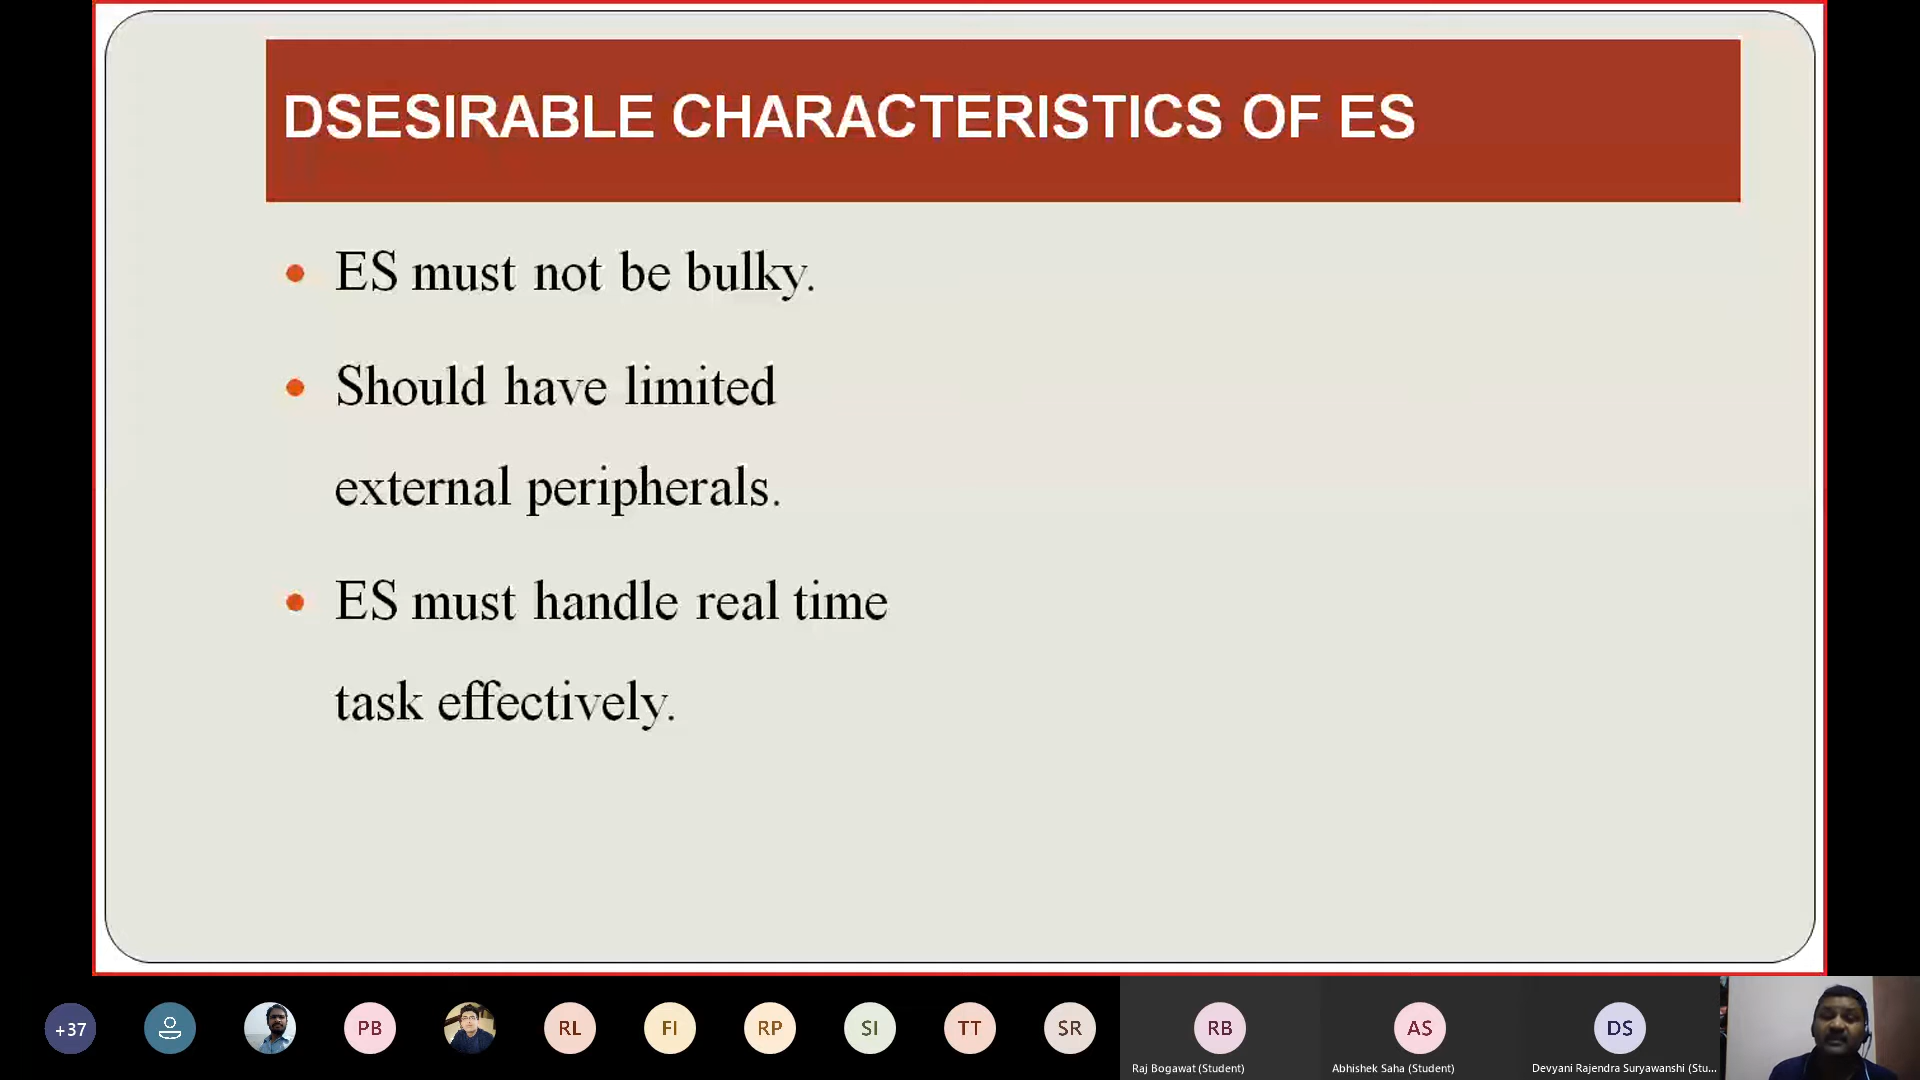 DSESIRABLE CHARACTERISTICS OF ES
• ES must not be bulky.
• Should have limited
external peripherals.
• ES must handle real time
task effectively.
+37
PB
RL
FI
RP
SI
TT
SR
RB
AS
DS
Raj Bogawat (Student)
Abhishek Saha (Student)
Devyani Rajendra Suryawanshi (Stu...